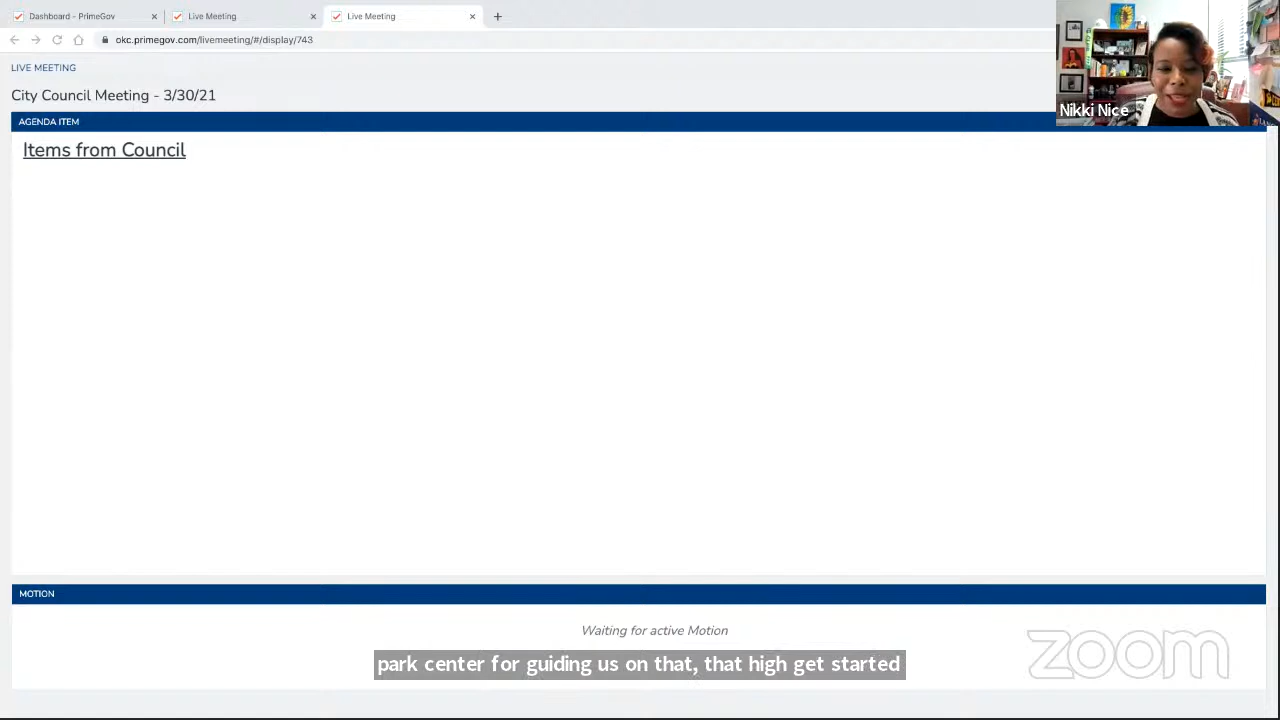 Dashboard - PrimeGov
Live Meeting
Live Meeting
okc.primegov.com/livemeeting/#/display/743
LIVE MEETING
City Council Meeting - 3/30/21
AGENDA ITEM
Items from Council
Nikki Nice
MOTION
Waiting for active Motion
park center for guiding us on that, that high get started
zoom